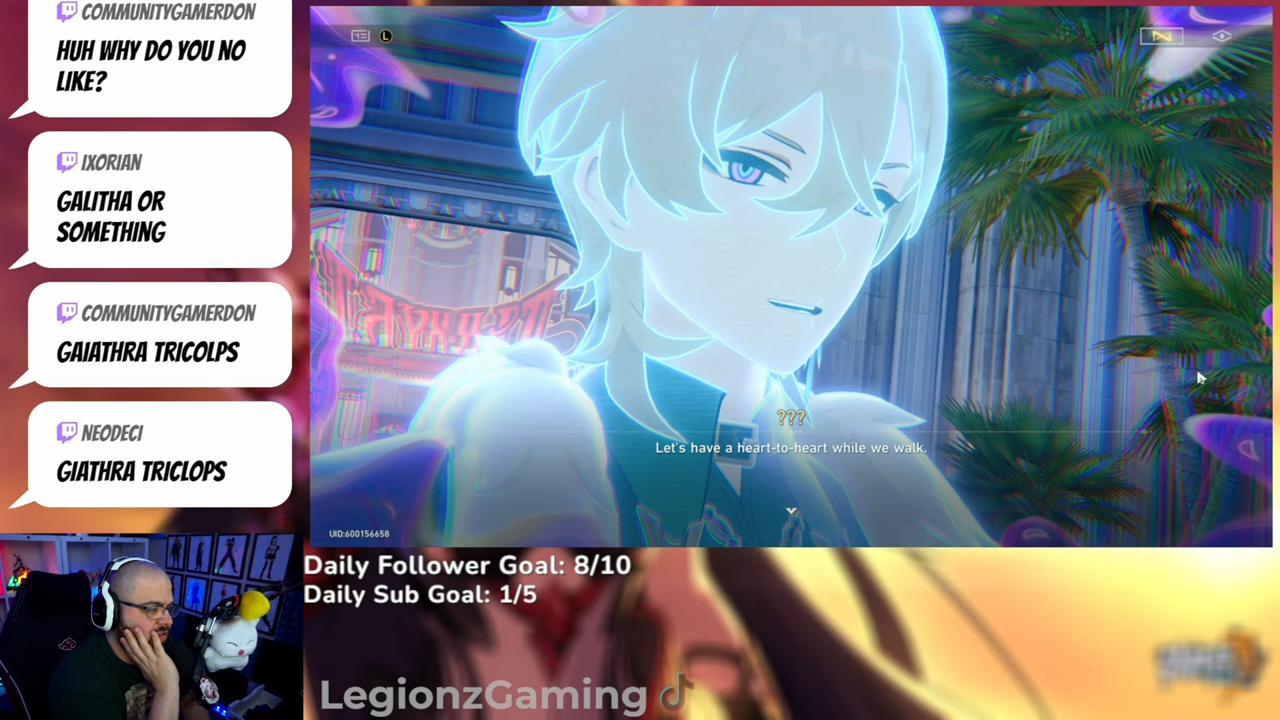 COMMUNITYGAMERDON
HUH WHY DO YOU NO
LIKE?
IXORIAN
GALITHA OR
SOMETHING
COMMUNITYGAMERDON
GAIATHRA TRICOLPS
NEODECI
GIATHRA TRICLOPS
L
???
Let's have a heart-to-heart while we walk.
UID:600156658
Daily Follower Goal: 8/10
Daily Sub Goal: 1/5
LegionzGaming